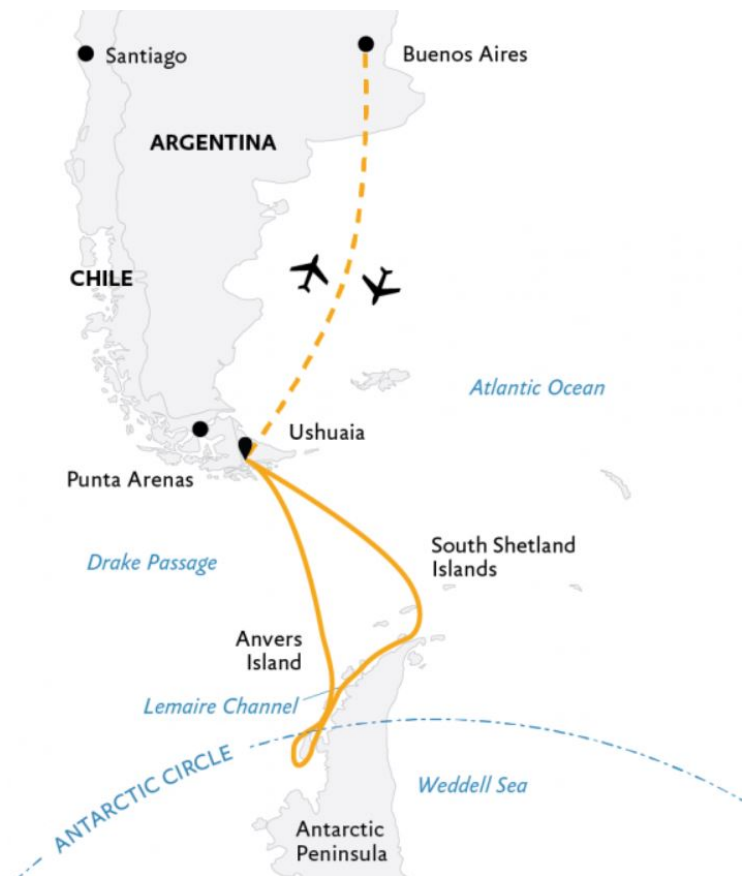 Santiago
Buenos Aires
ARGENTINA
CHILE
Atlantic Ocean
Ushuaia
Punta Arenas
Drake Passage
South Shetland
Islands
Anvers
Island
Lemaire Channel
ANTARCTIC CIRCLE
Weddell Sea
Antarctic
Peninsula